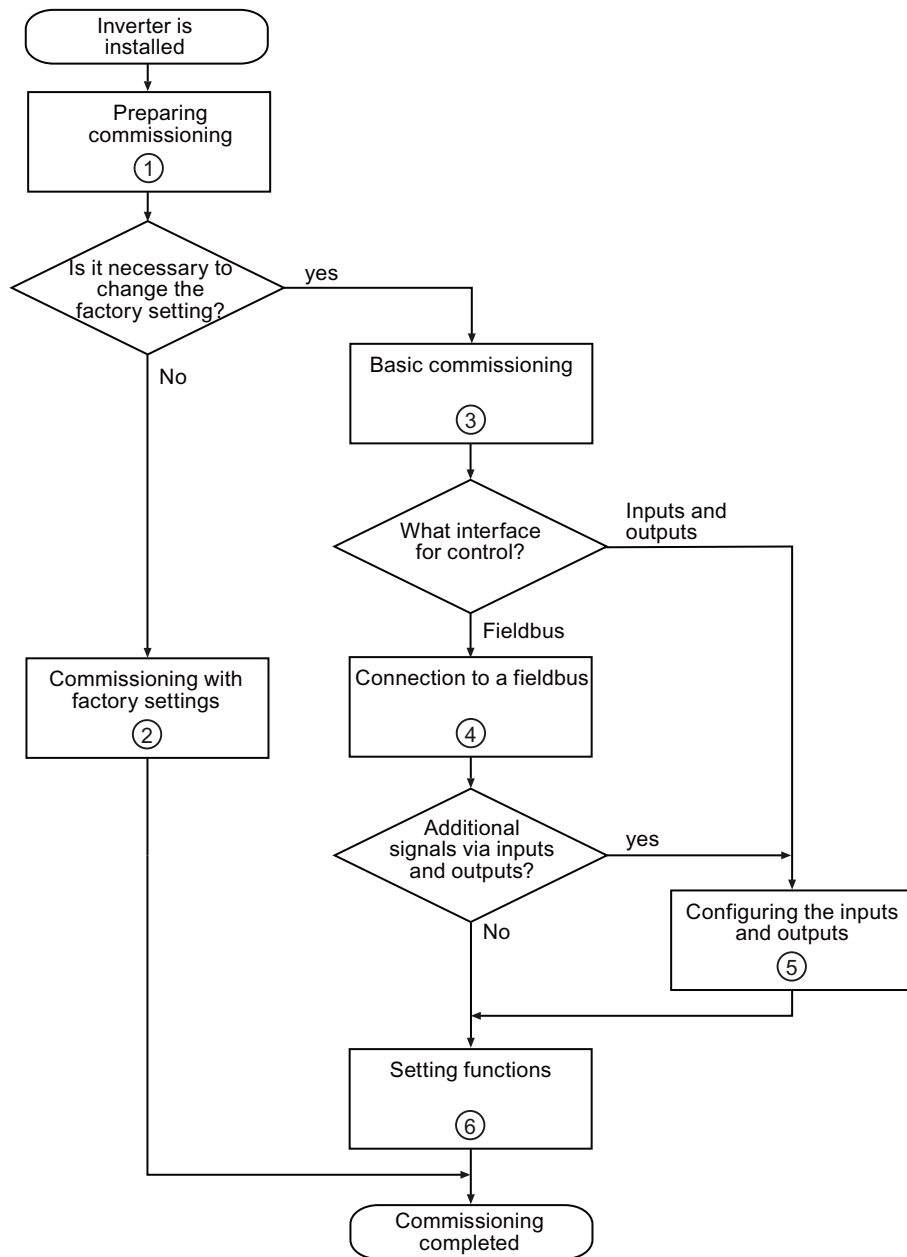 Inverter is
installed
Preparing
commissioning
1
Is it necessary to
change the
factory setting?
yes
No
Basic commissioning
3
What interface
for control?
Inputs and
outputs
Fieldbus
Commissioning with
factory settings
2
Connection to a fieldbus
4
Additional
signals via inputs
and outputs?
yes
No
Configuring the inputs
and outputs
5
Setting functions
6
Commissioning
completed